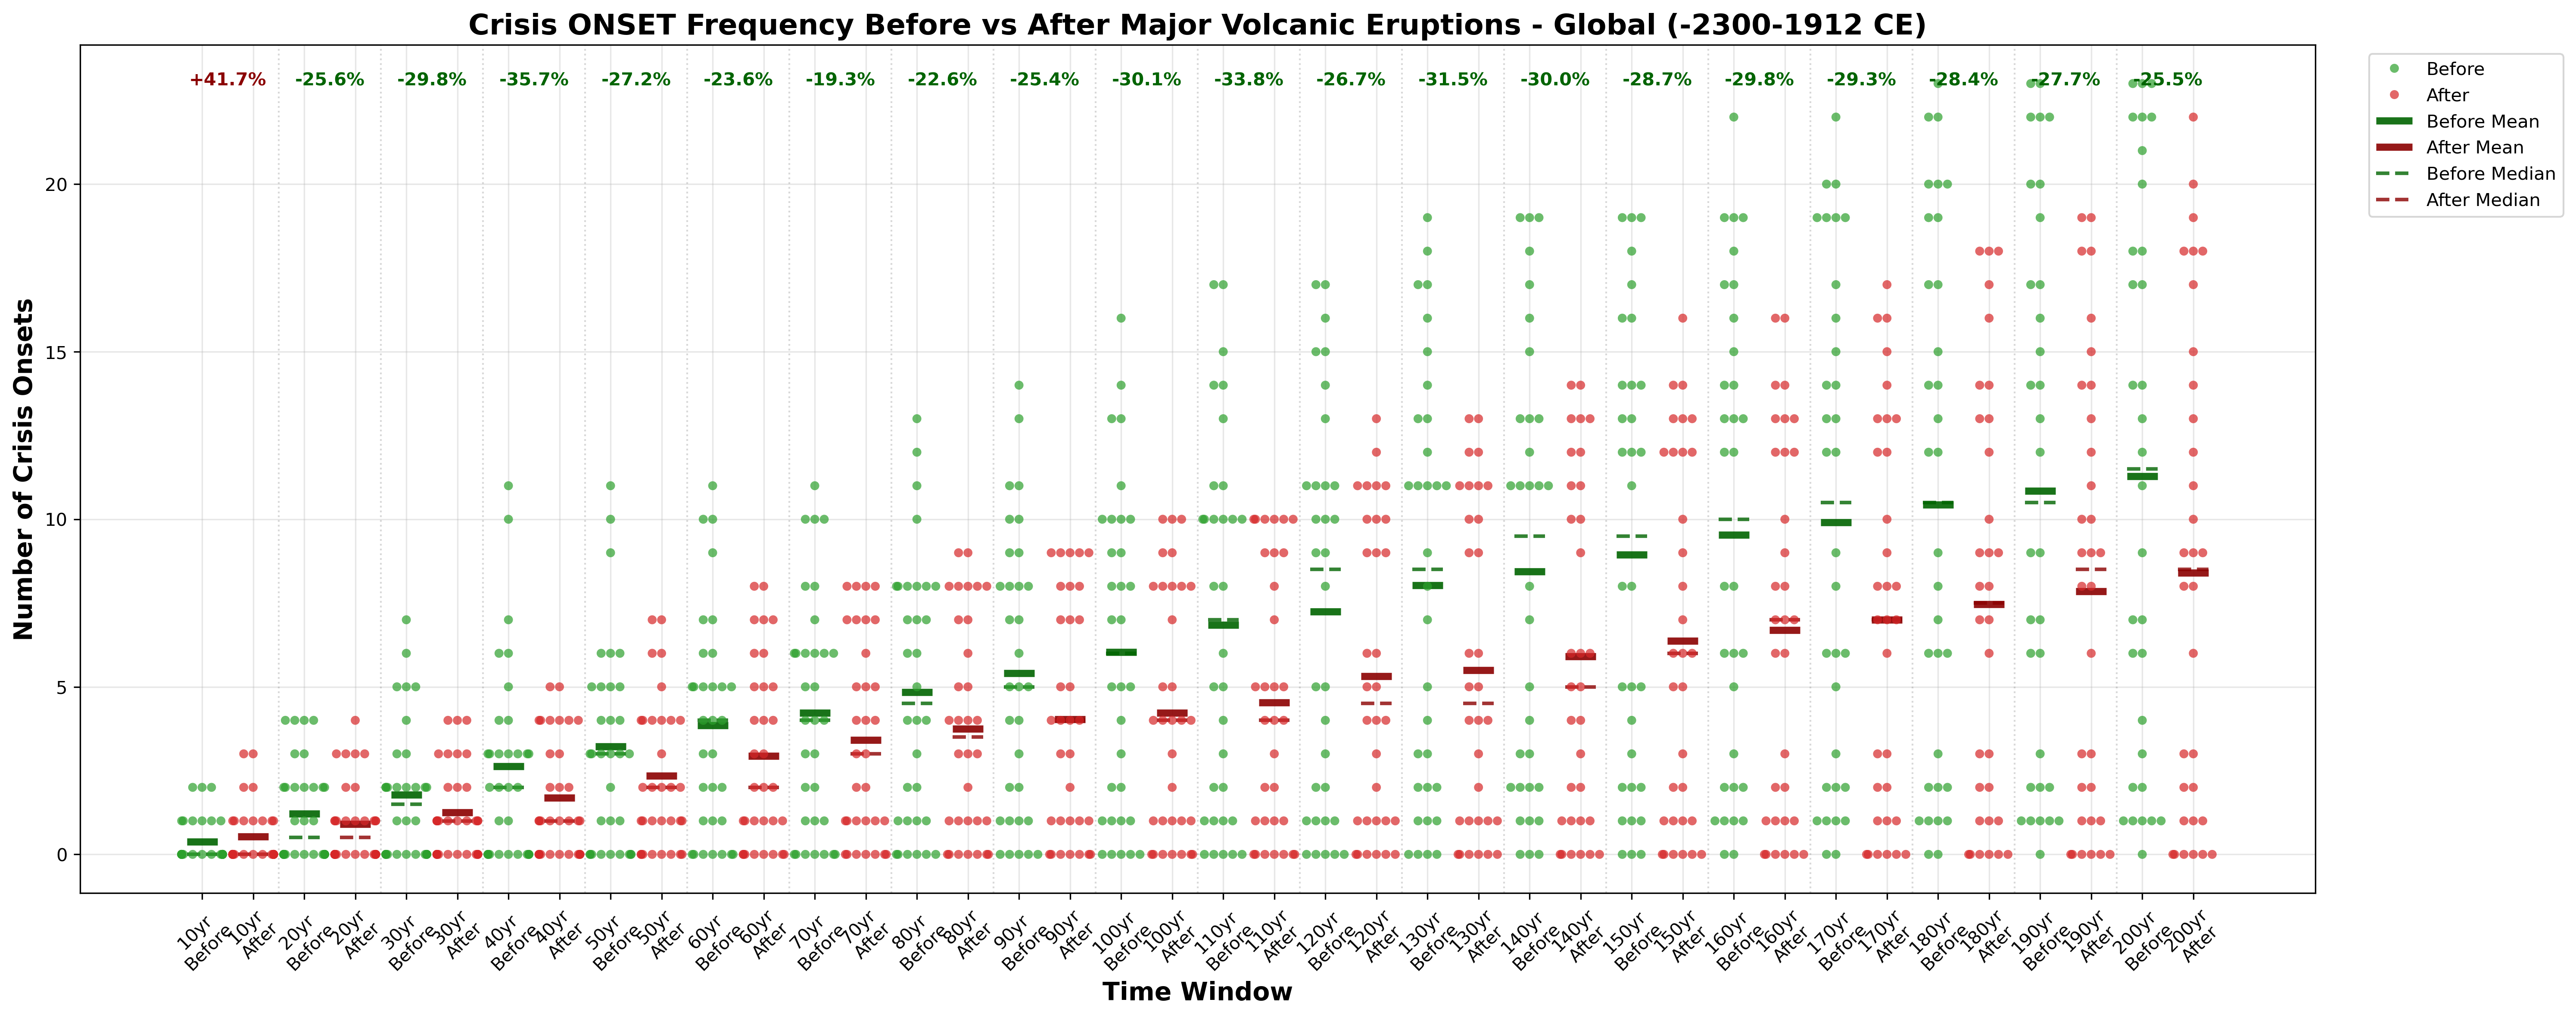 Crisis ONSET Frequency Before vs After Major Volcanic Eruptions - Global (-2300-1912 CE)
+41.7%
-25.6%
-29.8%
-35.7%
-27.2%
-23.6%
-19.3%
-22.6%
-25.4%
-30.1%
-33.8%
-26.7%
-31.5%
-30.0%
-28.7%
-29.8%
-29.3%
-28.4%
-27.7%
-25.5%
Before
After
Before Mean
After Mean
Before Median
After Median
Number of Crisis Onsets
20
15
10
5
0
10yr
Before
10yr
After
20yr
Before
20yr
After
30yr
Before
30yr
After
40yr
Before
40yr
After
50yr
Before
50yr
After
60yr
Before
60yr
After
70yr
Before
70yr
After
80yr
Before
80yr
After
90yr
Before
90yr
After
100yr
Before
100yr
After
110yr
Before
110yr
After
120yr
Before
120yr
After
130yr
Before
130yr
After
140yr
Before
140yr
After
150yr
Before
150yr
After
160yr
Before
160yr
After
170yr
Before
170yr
After
180yr
Before
180yr
After
190yr
Before
190yr
After
200yr
Before
200yr
After
Time Window